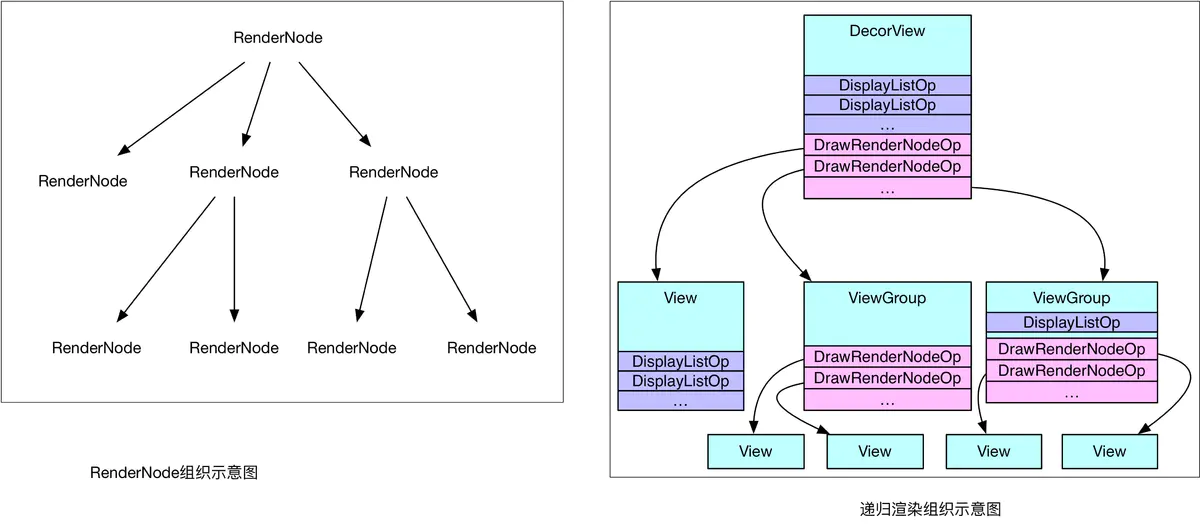 RenderNode
RenderNode
RenderNode
RenderNode
RenderNode
RenderNode
RenderNode
RenderNode
RenderNode组织示意图
DecorView
DisplayListOp
DisplayListOp
...
DrawRenderNodeOp
DrawRenderNodeOp
...
View
DisplayListOp
DisplayListOp
...
ViewGroup
DrawRenderNodeOp
DrawRenderNodeOp
...
ViewGroup
DisplayListOp
DrawRenderNodeOp
DrawRenderNodeOp
...
View
View
View
View
递归渲染组织示意图